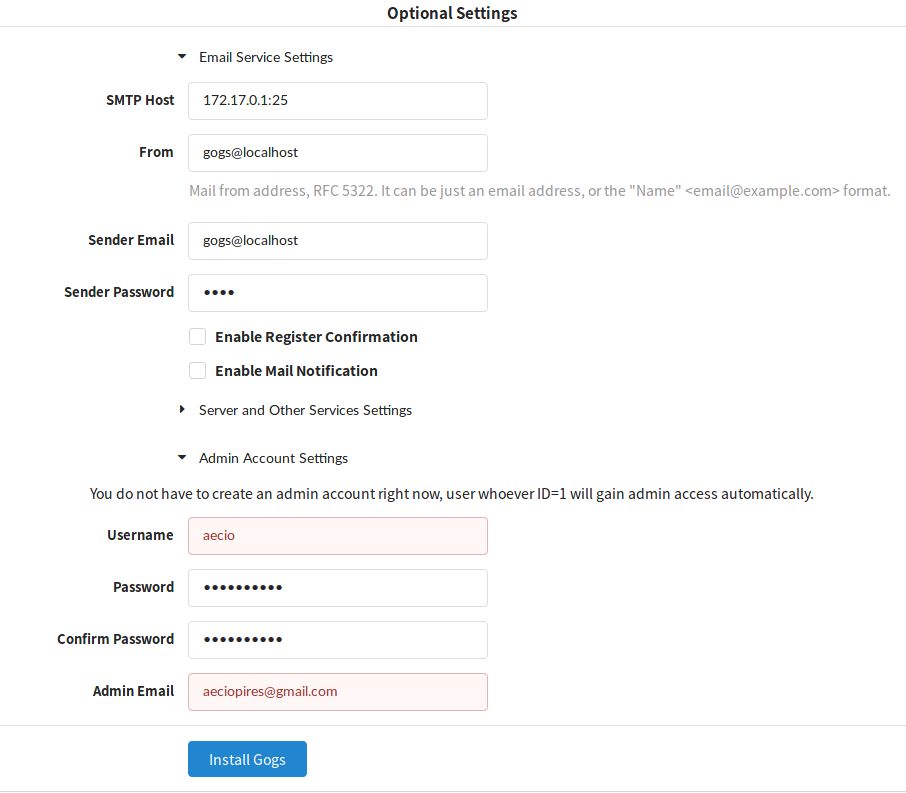 Optional Settings
Email Service Settings
SMTP Host 172.17.0.1:25
From gogs@localhost
Mail from address, RFC 5322. It can be just an email address, or the "Name" <email@example.com> format.
Sender Email gogs@localhost
Sender Password ••••
Enable Register Confirmation
Enable Mail Notification
Server and Other Services Settings
Admin Account Settings
You do not have to create an admin account right now, user whoever ID=1 will gain admin access automatically.
Username aecio
Password ••••••••••
Confirm Password ••••••••••
Admin Email aeciopires@gmail.com
Install Gogs